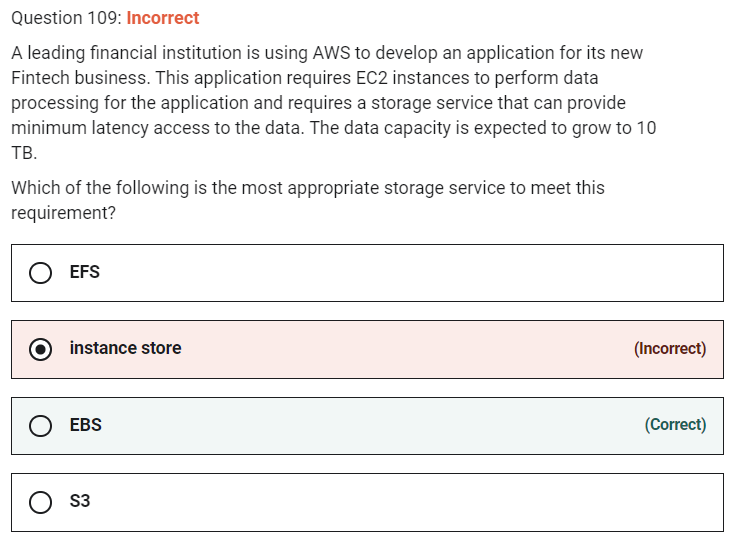 Question 109: Incorrect
A leading financial institution is using AWS to develop an application for its new
Fintech business. This application requires EC2 instances to perform data
processing for the application and requires a storage service that can provide
minimum latency access to the data. The data capacity is expected to grow to 10
TB.
Which of the following is the most appropriate storage service to meet this
requirement?
EFS
instance store (Incorrect)
EBS (Correct)
S3